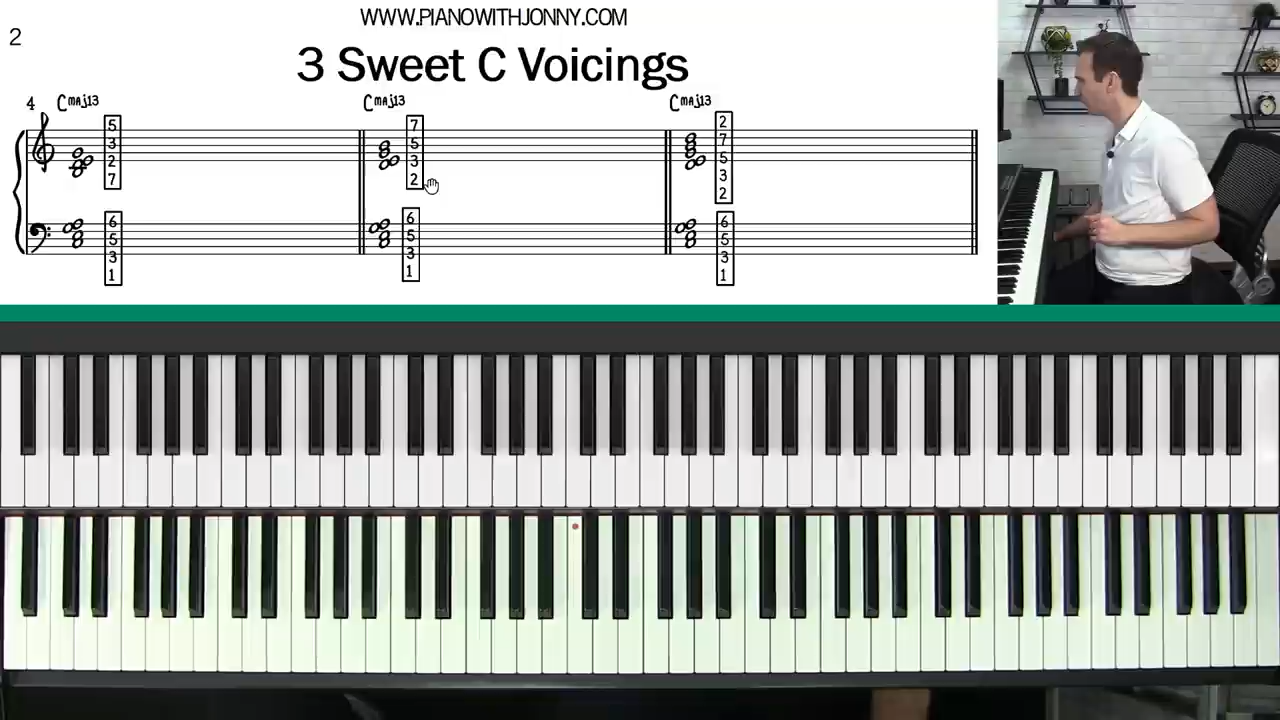 WWW.PIANOWITHJONNY.COM
2
3 Sweet C Voicings
4 Cmaj13 Cmaj13 Cmaj13
5 7 2
3 5 7
2 3 5
7 2 3
2
6 6 6
5 5 5
3 3 3
1 1 1